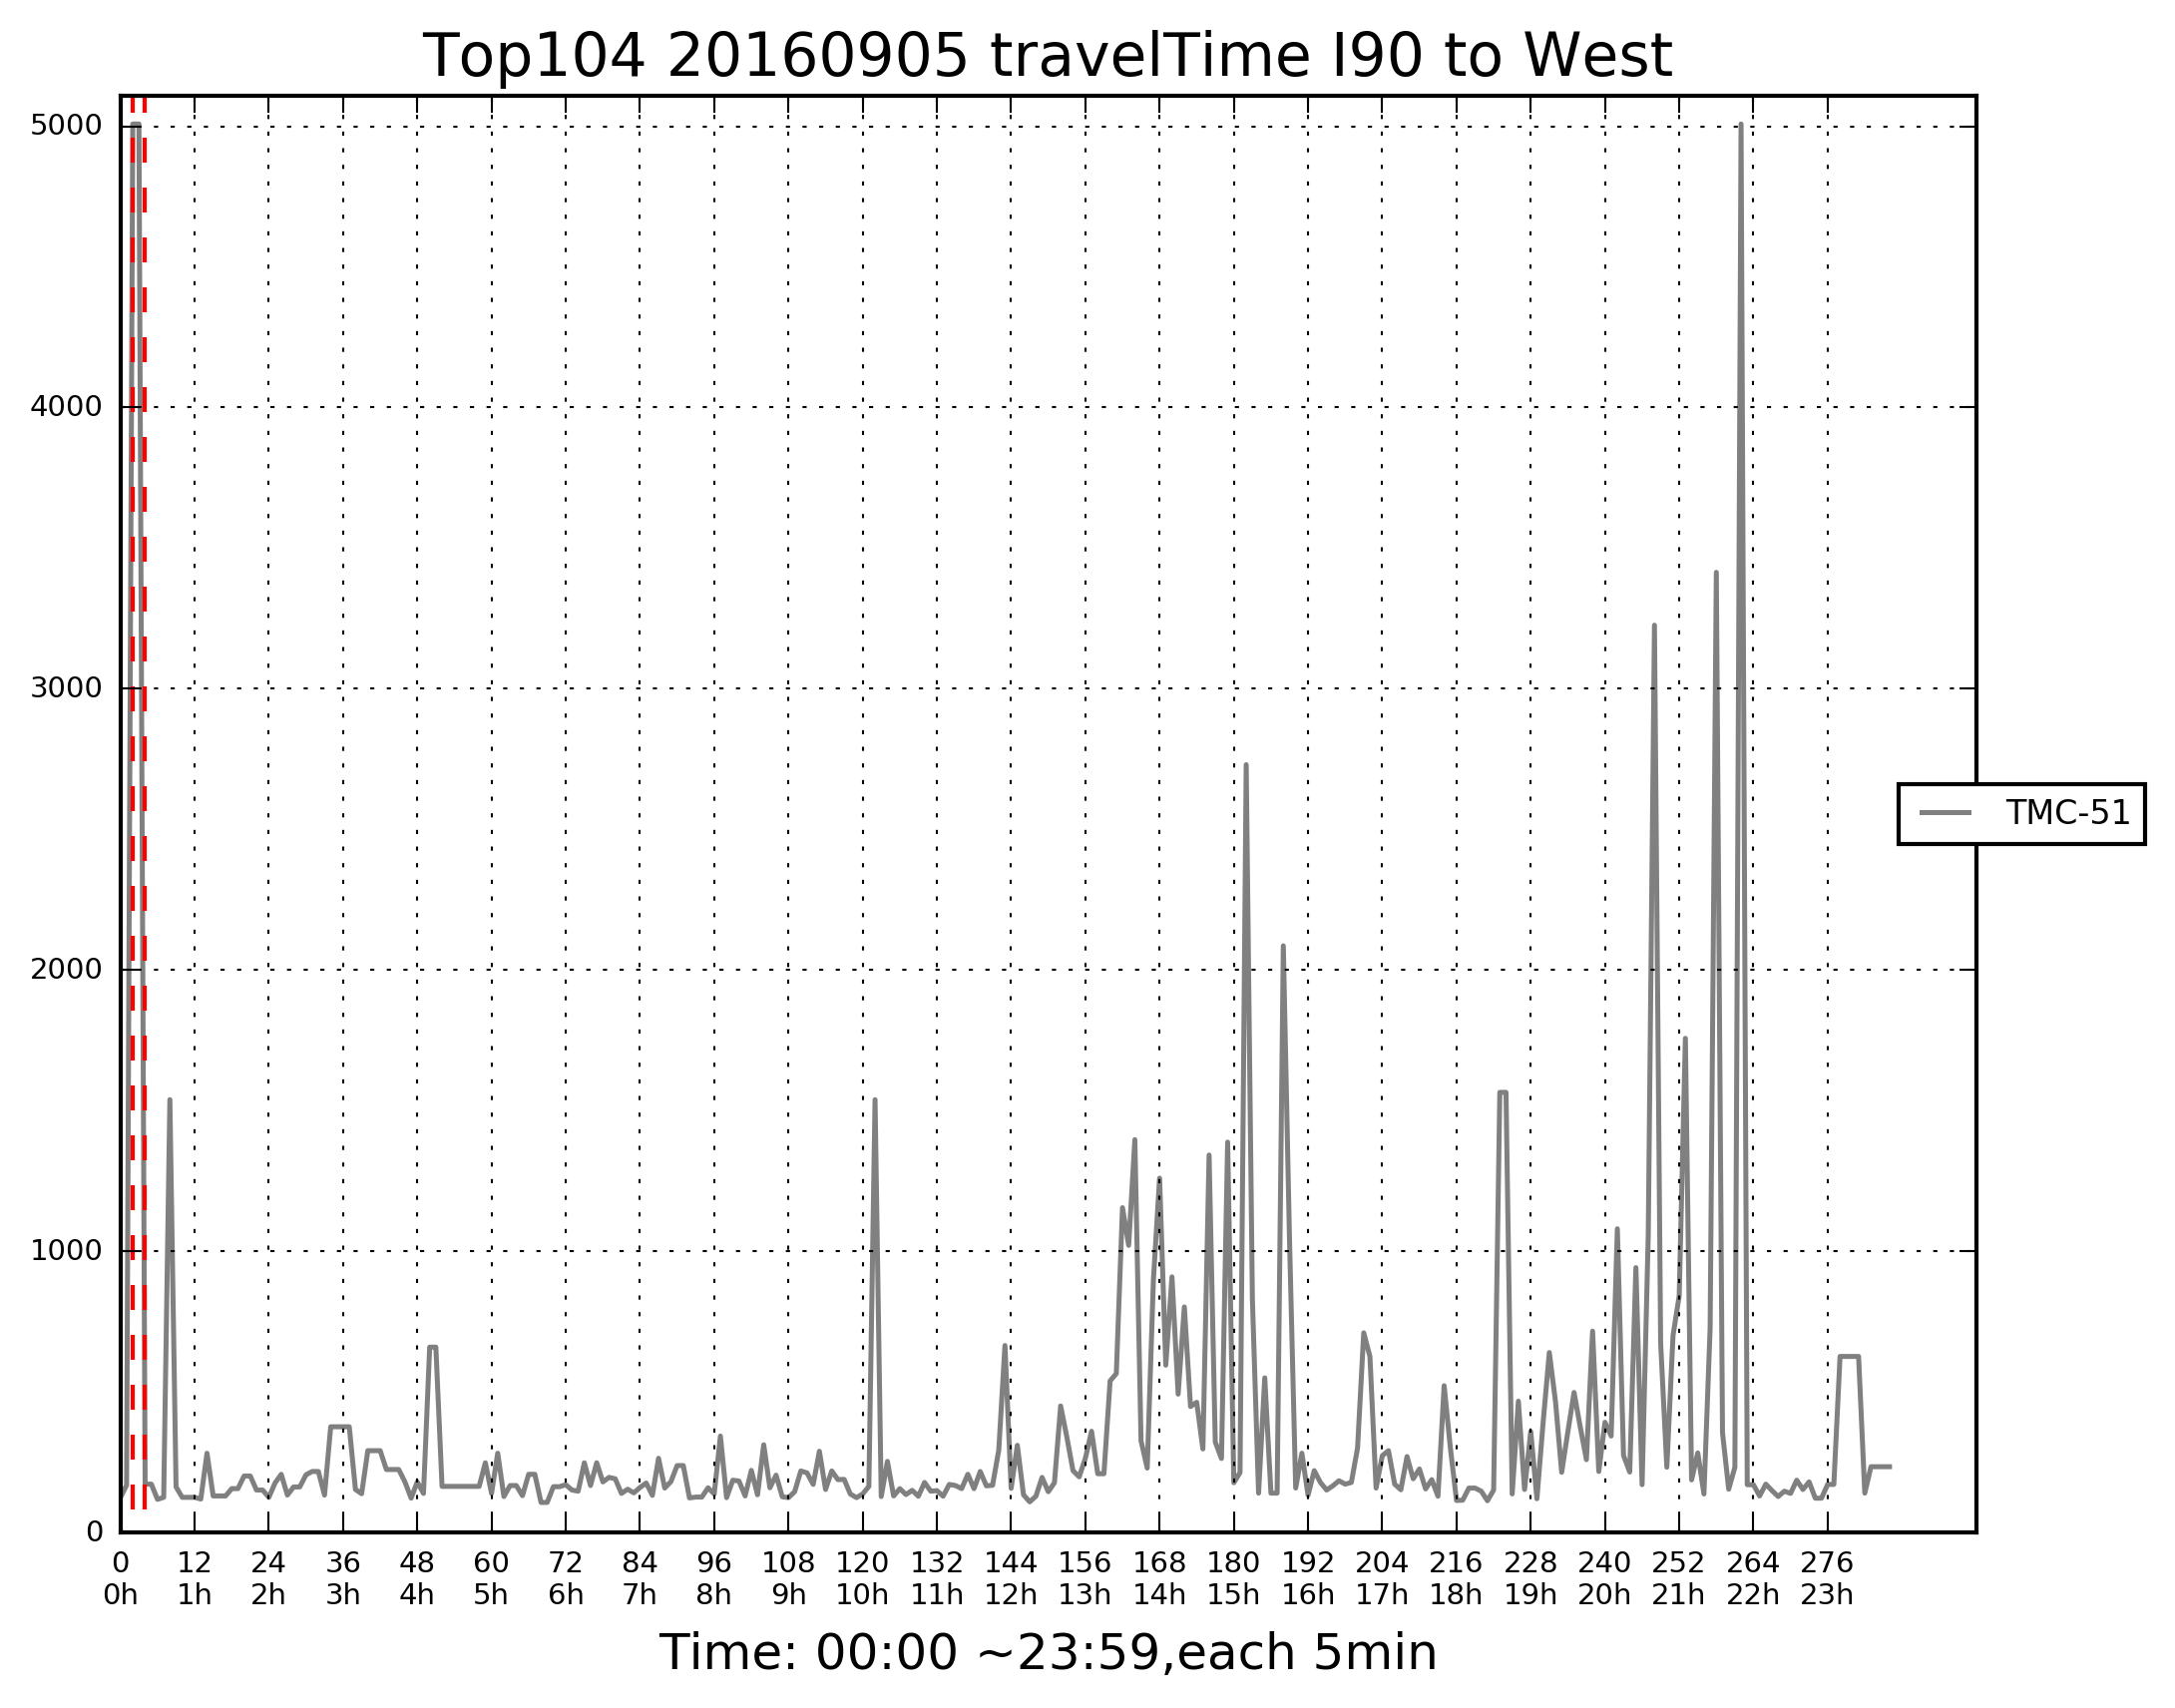 Top104 20160905 travelTime I90 to West
5000
4000
3000
2000
1000
0
TMC-51
0 12 24 36 48 60 72 84 96 108 120 132 144 156 168 180 192 204 216 228 240 252 264 276
0h 1h 2h 3h 4h 5h 6h 7h 8h 9h 10h 11h 12h 13h 14h 15h 16h 17h 18h 19h 20h 21h 22h 23h
Time: 00:00 ~23:59,each 5min